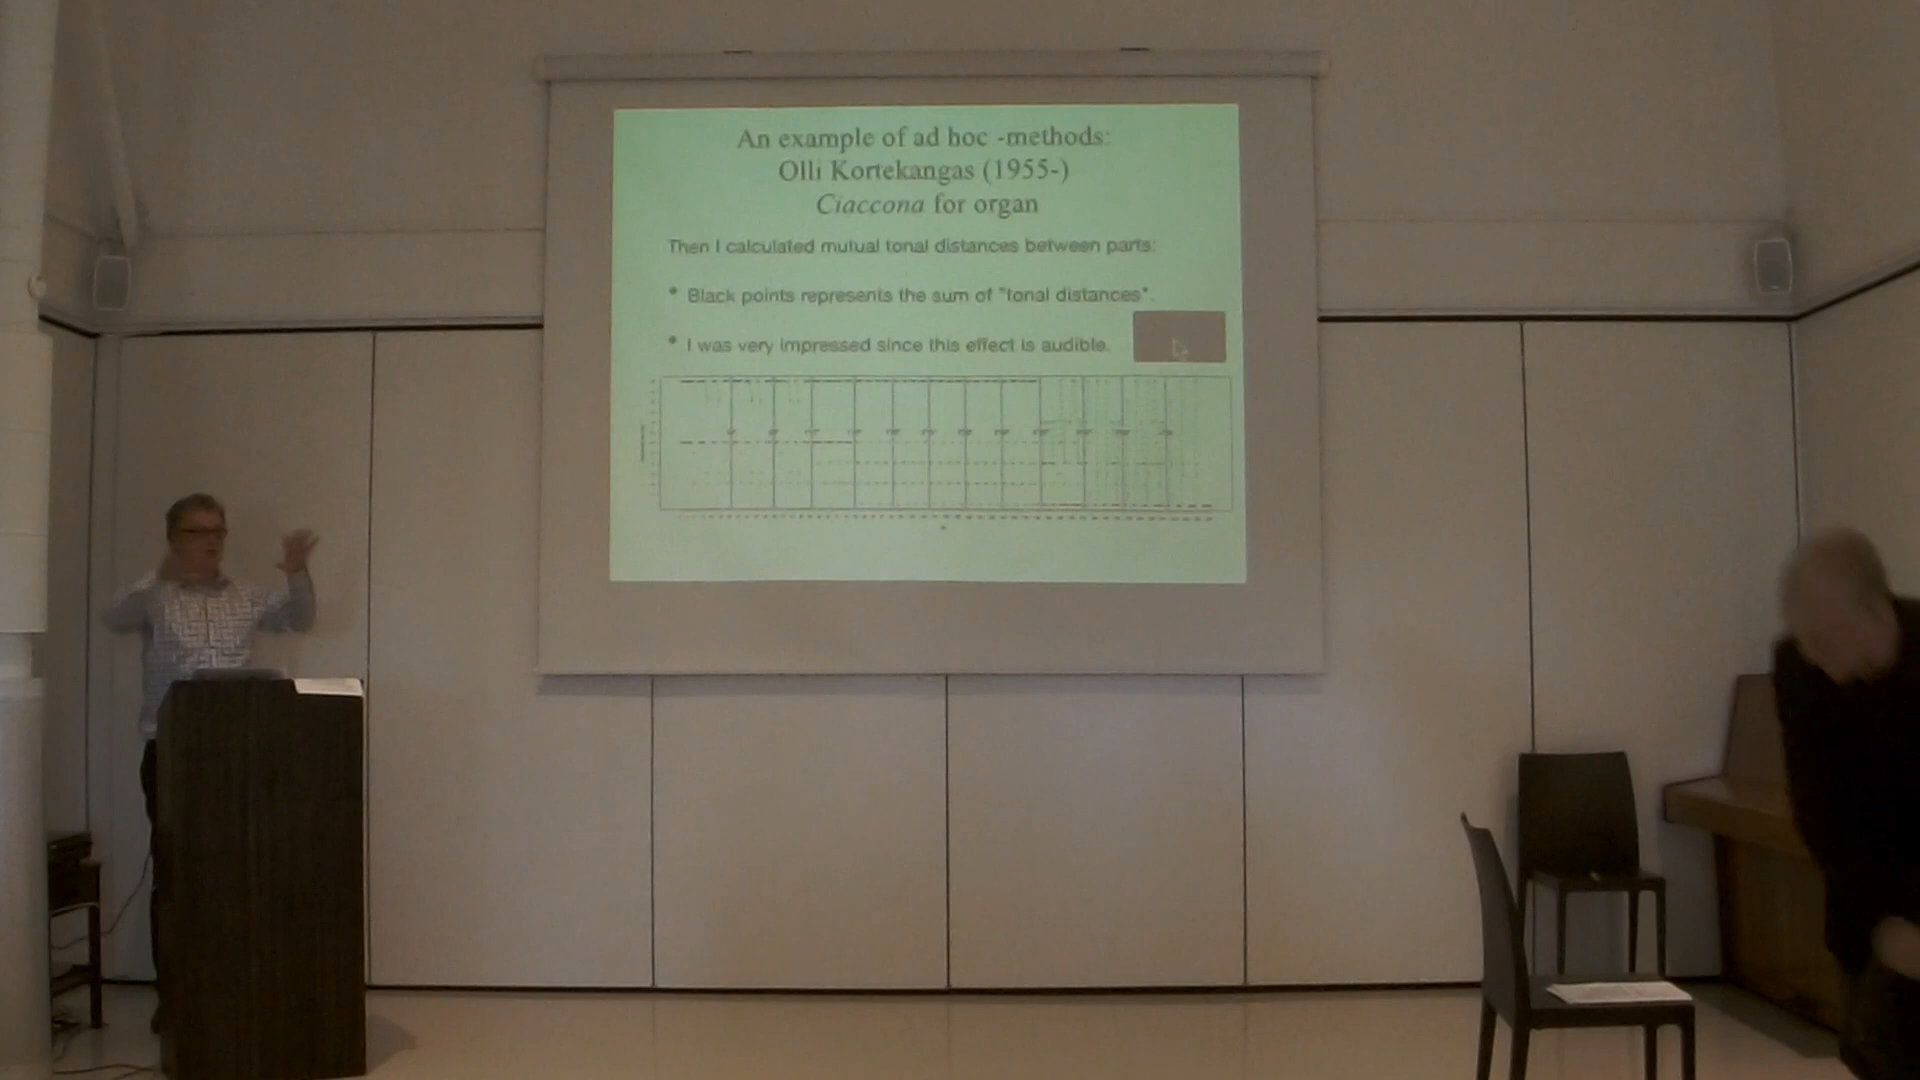 An example of ad hoc -methods:
Olli Kortekangas (1955-)
Ciaccona for organ
Then I calculated mutual tonal distances between parts:
• Black points represents the sum of "tonal distances".
• I was very impressed since this effect is audible.